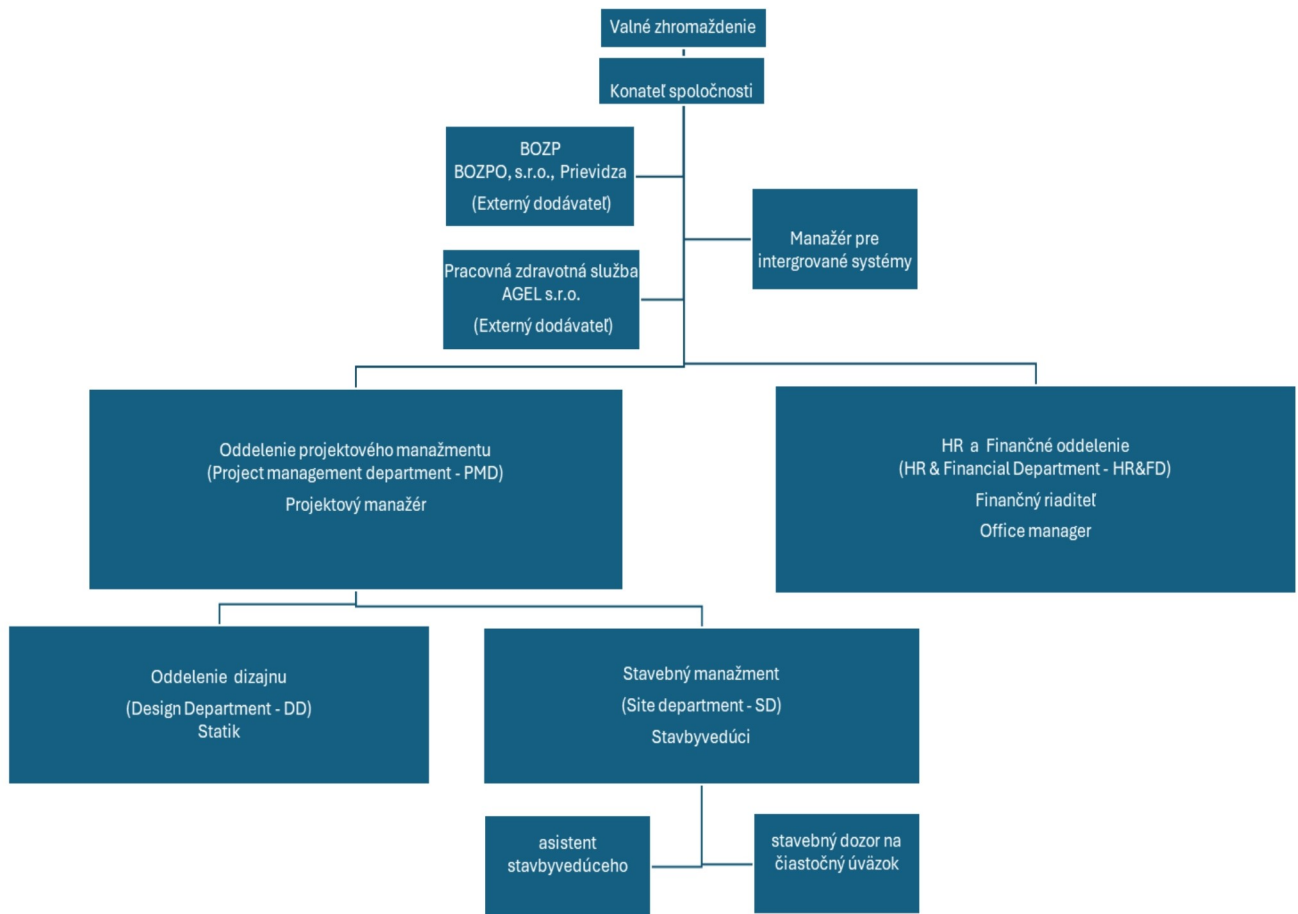 Valné zhromaždenie
Konateľ spoločnosti
BOZP
BOZPO, s.r.o., Prievidza
(Externý dodávateľ)
Manažér pre
intergrované systémy
Pracovná zdravotná služba
AGEL s.r.o.
(Externý dodávateľ)
Oddelenie projektového manažmentu
(Project management department - PMD)
Projektový manažér
HR a Finančné oddelenie
(HR & Financial Department - HR&FD)
Finančný riaditeľ
Office manager
Oddelenie dizajnu
(Design Department - DD)
Statik
Stavebný manažment
(Site department - SD)
Stavbyvedúci
asistent
stavbyvedúceho
stavebný dozor na
čiastočný úväzok